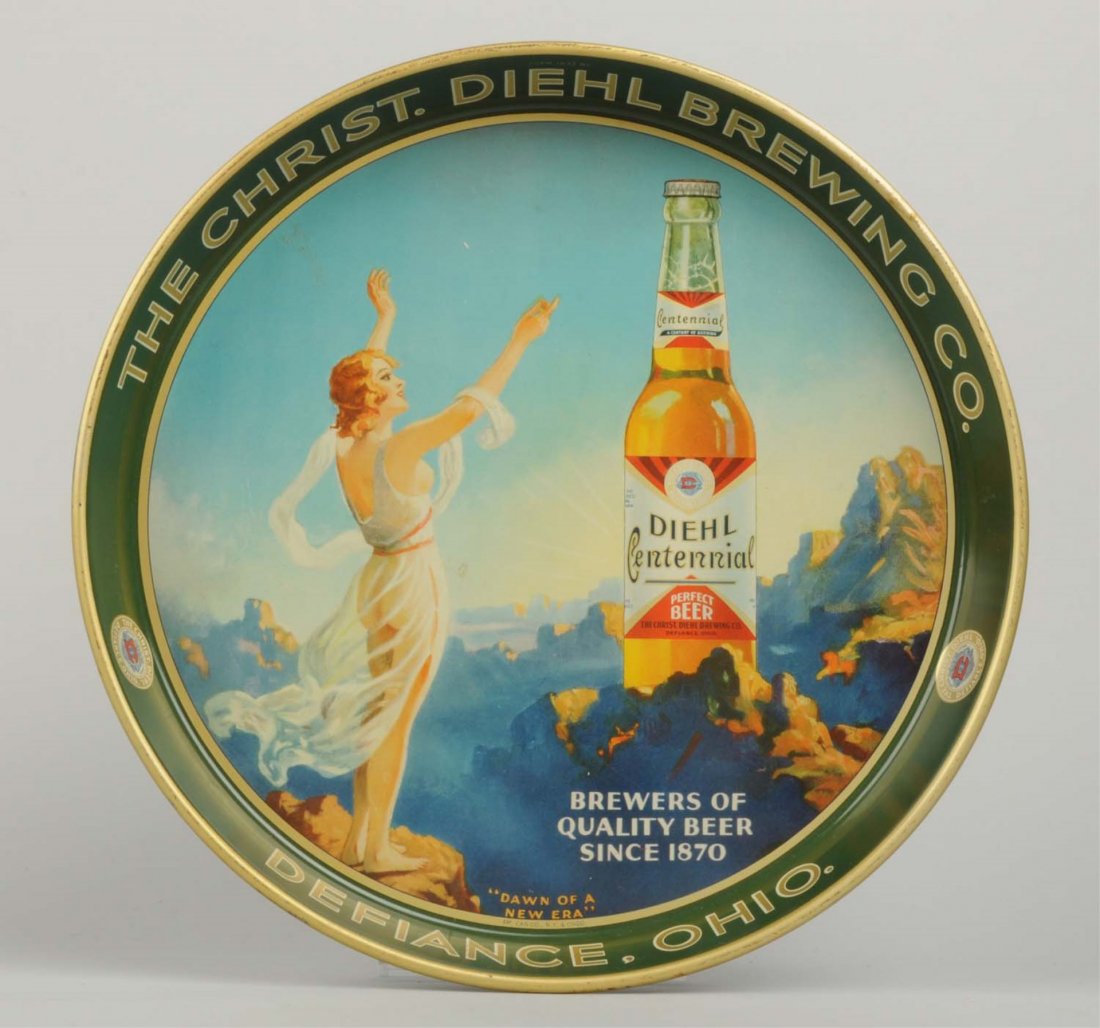 THE CHRIST. DIEHL BREWING CO.
Centennial
DIEHL
Centennial
PERFECT
BEER
THE CHRIST. DIEHL BREWING CO.
DEFIANCE, OHIO.
BREWERS OF
QUALITY BEER
SINCE 1870
"DAWN OF A
NEW ERA"
DEFIANCE, OHIO.